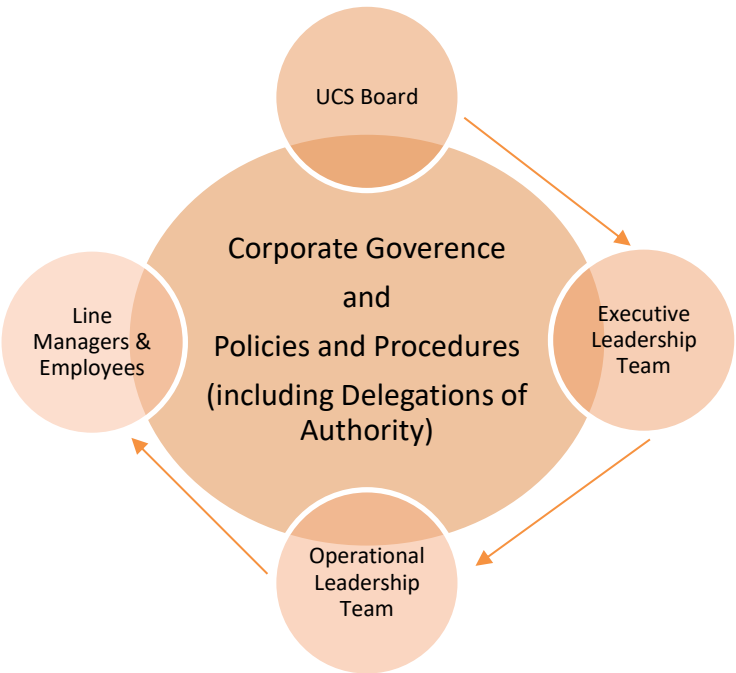 UCS Board
Corporate Goverence
and
Policies and Procedures
(including Delegations of
Authority)
Line
Managers &
Employees
Executive
Leadership
Team
Operational
Leadership
Team